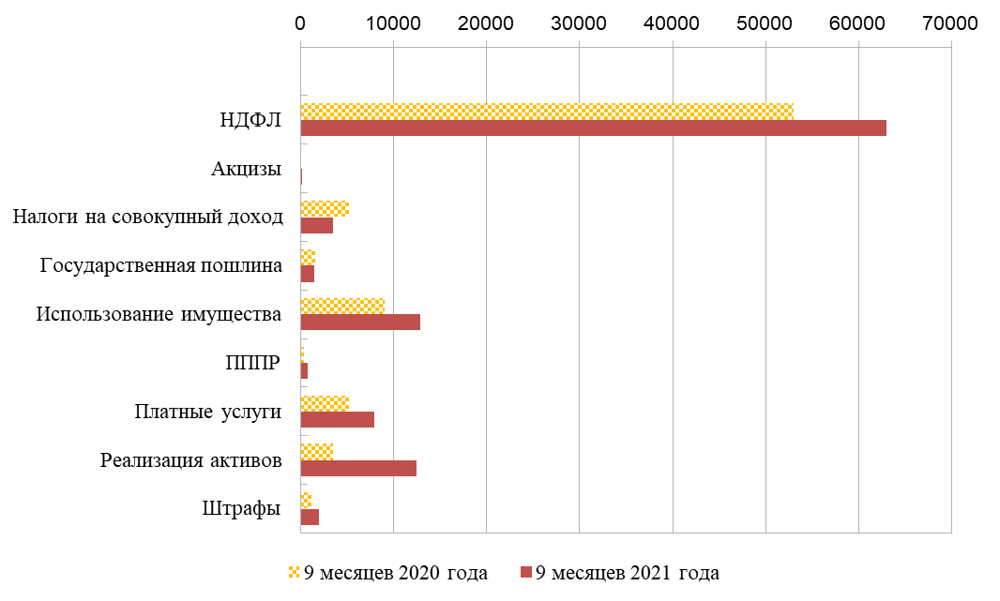 0 10000 20000 30000 40000 50000 60000 70000
НДФЛ
Акцизы
Налоги на совокупный доход
Государственная пошлина
Использование имущества
ПППР
Платные услуги
Реализация активов
Штрафы
9 месяцев 2020 года 9 месяцев 2021 года